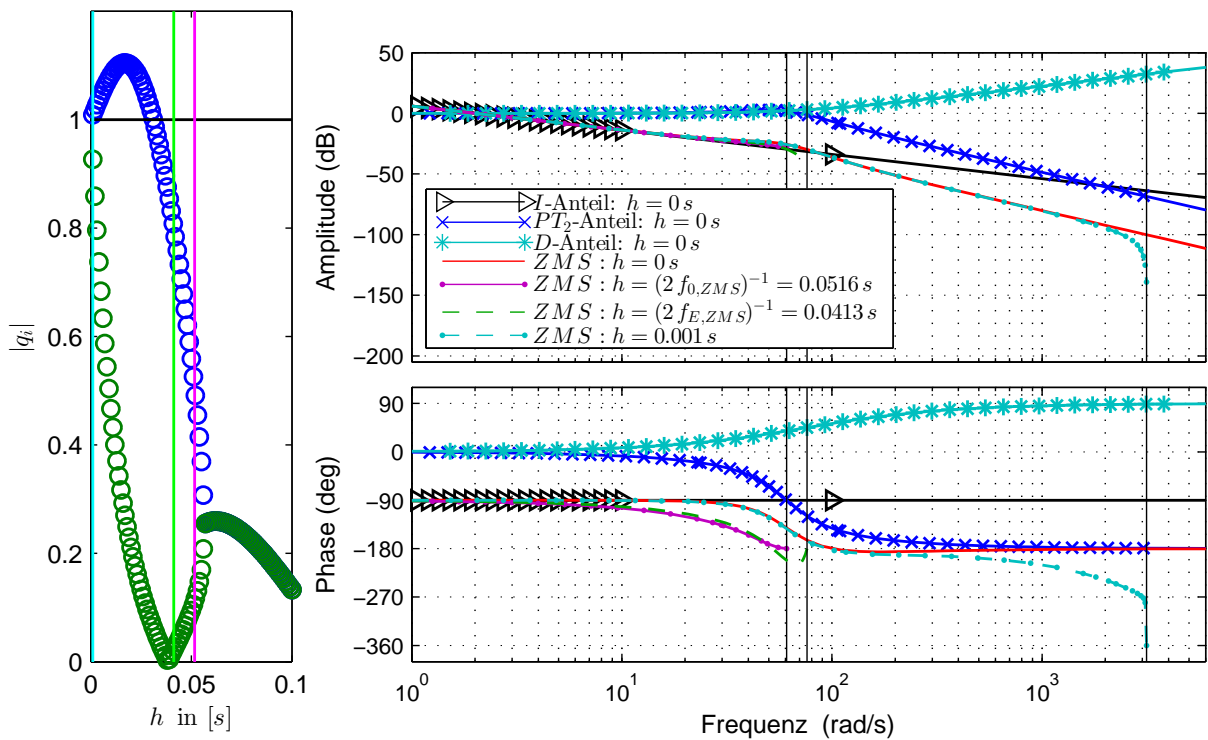 1
0.8
0.6
0.4
0.2
0
|q_i|
0
0.05
0.1
h in [s]
50
0
−50
−100
−150
−200
Amplitude (dB)
I-Anteil: h = 0 s
PT_2-Anteil: h = 0 s
D-Anteil: h = 0 s
ZMS : h = 0 s
ZMS : h = (2 f_{0,ZMS})^{-1} = 0.0516 s
ZMS : h = (2 f_{E,ZMS})^{-1} = 0.0413 s
ZMS : h = 0.001 s
90
0
−90
−180
−270
−360
Phase (deg)
10^0
10^1
10^2
10^3
Frequenz (rad/s)